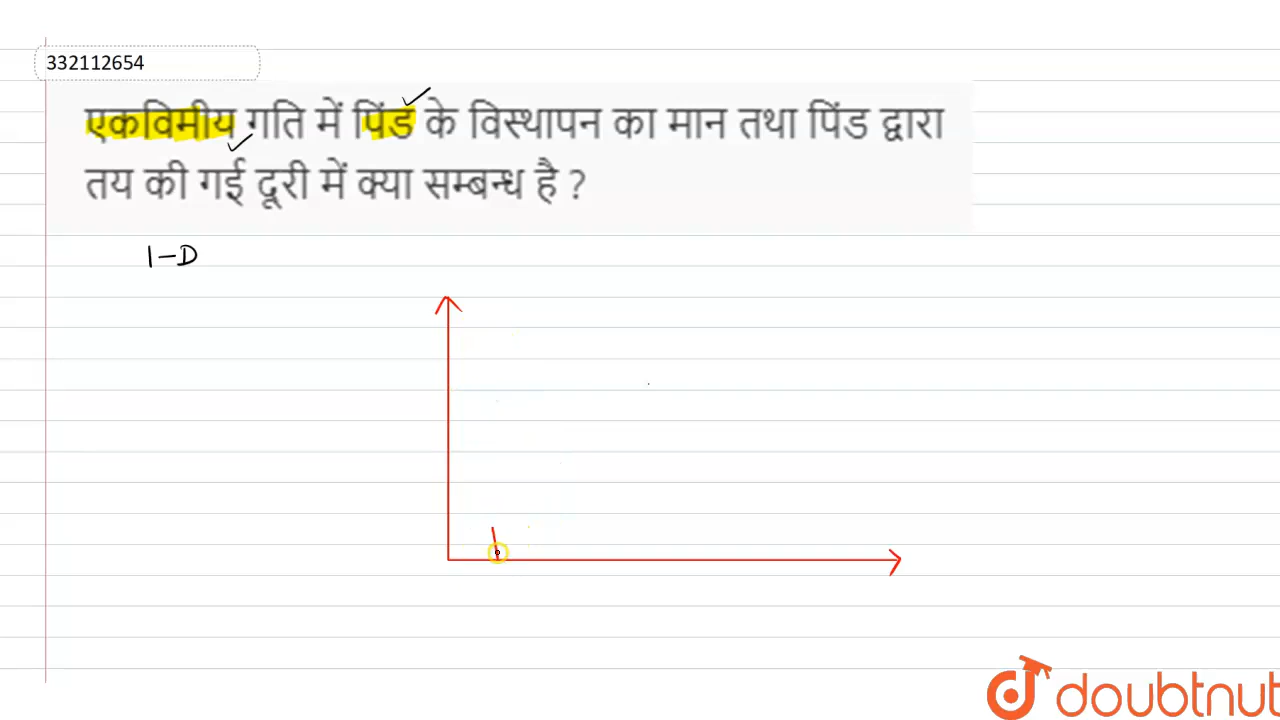 332112654
एकविमीय गति में पिंड के विस्थापन का मान तथा पिंड द्वारा
तय की गई दूरी में क्या सम्बन्ध है ?
1-D
doubtnut